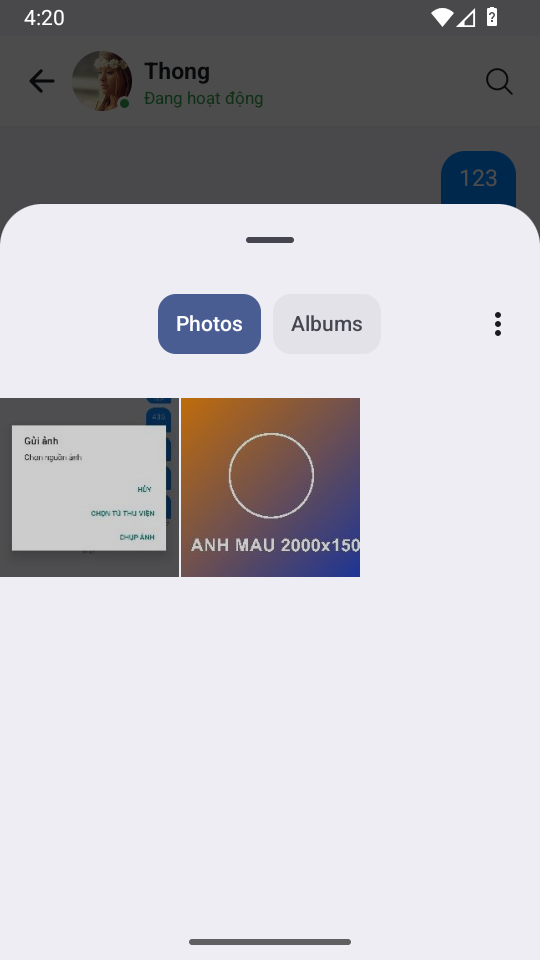 4:20
Thong
Đang hoạt động
123
Photos
Albums
435
Gửi ảnh
Chọn nguồn ảnh
HỦY
CHỌN TỪ THƯ VIỆN
CHỤP ẢNH
ANH MAU 2000x150